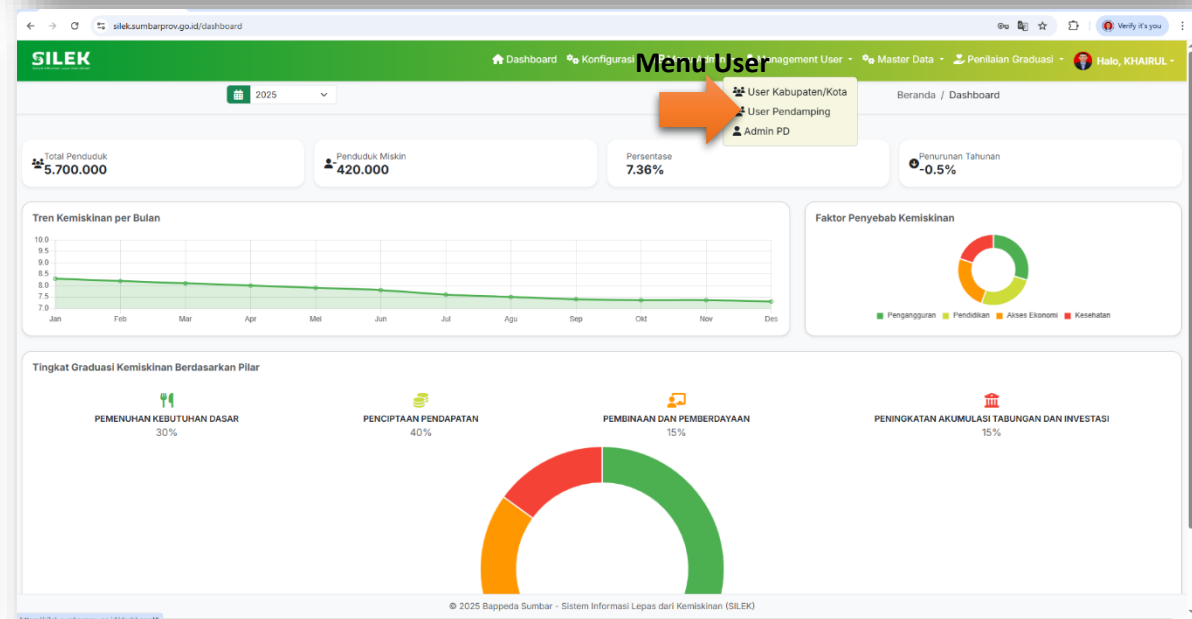 silek.sumbarprov.go.id/dashboard
Verify it's you
SILEK
Dashboard
Konfigurasi
Menu User
Management User
Master Data
Penilaian Graduasi
Halo, KHAIRUL
2025
User Kabupaten/Kota
User Pendamping
Admin PD
Beranda / Dashboard
Total Penduduk
5.700.000
Penduduk Miskin
420.000
Persentase
7.36%
Penurunan Tahunan
-0.5%
Tren Kemiskinan per Bulan
10.0
9.5
9.0
8.5
8.0
7.5
7.0
Jan Feb Mar Apr Mei Jun Jul Agu Sep Okt Nov Des
Faktor Penyebab Kemiskinan
Pengangguran Pendidikan Akses Ekonomi Kesehatan
Tingkat Graduasi Kemiskinan Berdasarkan Pilar
PEMENUHAN KEBUTUHAN DASAR
30%
PENCIPTAAN PENDAPATAN
40%
PEMBINAAN DAN PEMBERDAYAAN
15%
PENINGKATAN AKUMULASI TABUNGAN DAN INVESTASI
15%
© 2025 Bappeda Sumbar - Sistem Informasi Lepas dari Kemiskinan (SILEK)